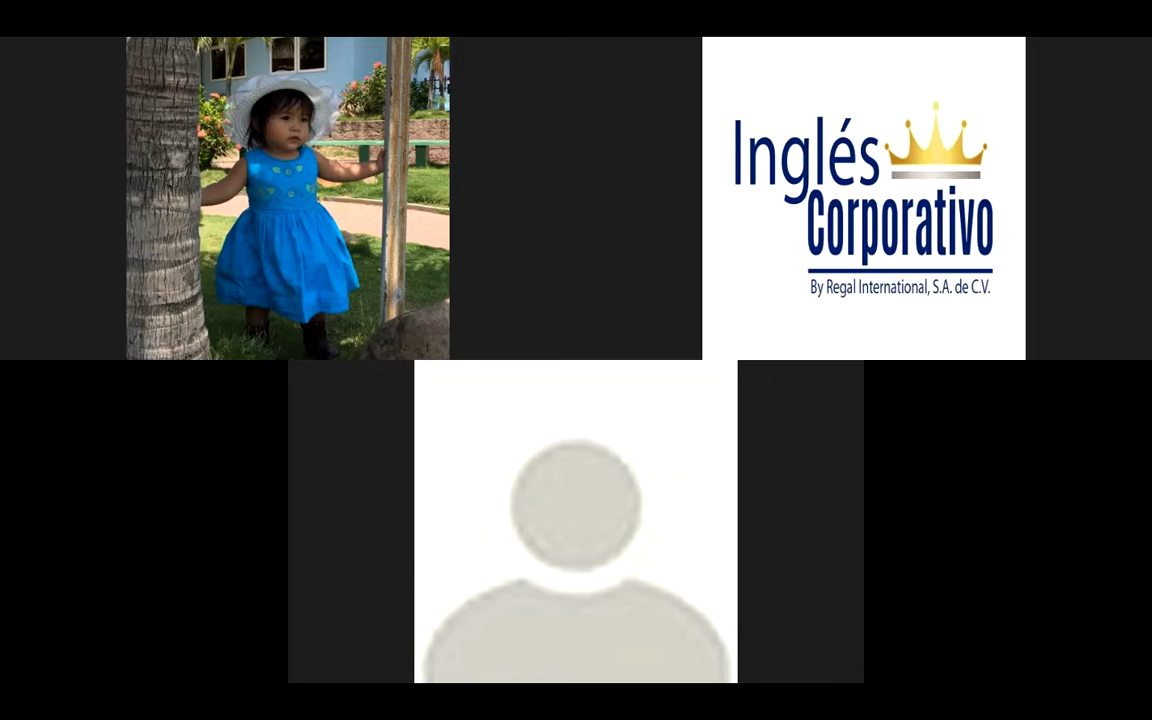 Inglés
Corporativo
By Regal International, S.A. de C.V.